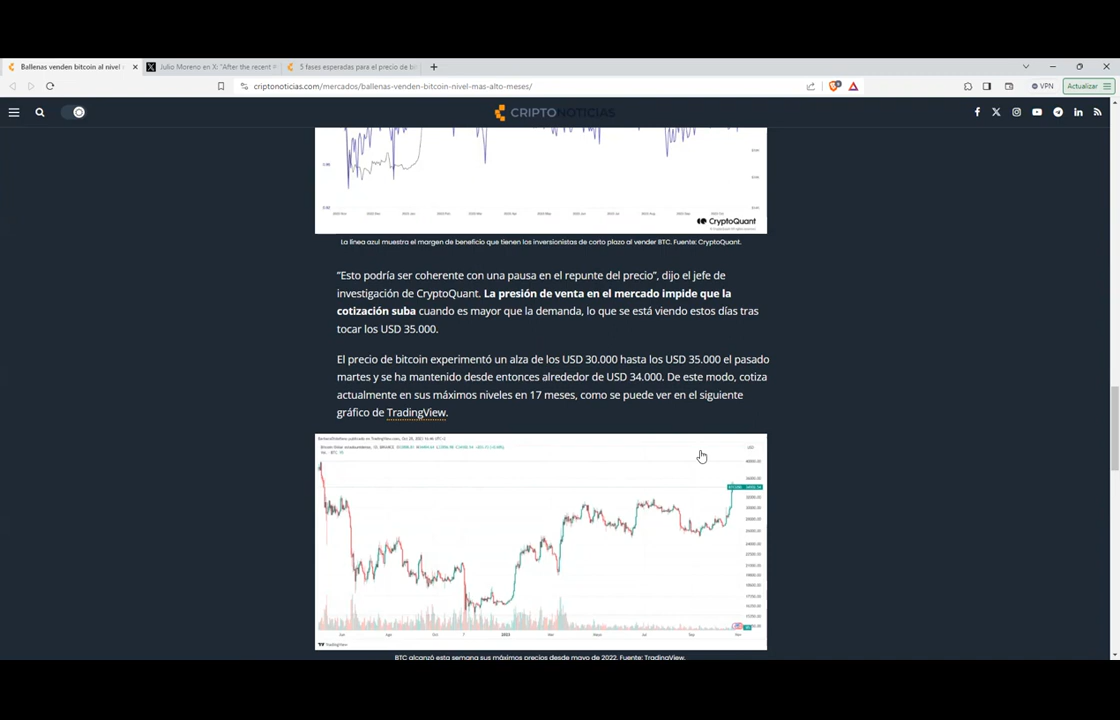 Ballenas venden bitcoin al nivel
Julio Moreno en X: "After the recent
5 fases esperadas para el precio de bi
criptonoticias.com/mercados/ballenas-venden-bitcoin-nivel-mas-alto-meses/
VPN
Actualizar
CRIPTONOTICIAS
CryptoQuant
La línea azul muestra el margen de beneficio que tienen los inversionistas de corto plazo al vender BTC. Fuente: CryptoQuant.
"Esto podría ser coherente con una pausa en el repunte del precio", dijo el jefe de
investigación de CryptoQuant. La presión de venta en el mercado impide que la
cotización suba cuando es mayor que la demanda, lo que se está viendo estos días tras
tocar los USD 35.000.
El precio de bitcoin experimentó un alza de los USD 30.000 hasta los USD 35.000 el pasado
martes y se ha mantenido desde entonces alrededor de USD 34.000. De este modo, cotiza
actualmente en sus máximos niveles en 17 meses, como se puede ver en el siguiente
gráfico de TradingView.
2023
TradingView
BTC alcanzó esta semana sus máximos precios desde mayo de 2022. Fuente: TradingView.